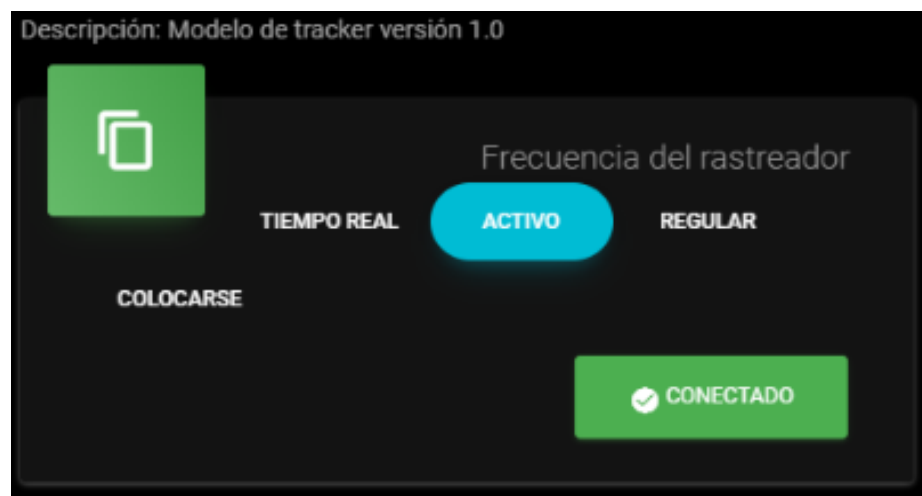 Descripción: Modelo de tracker versión 1.0
Frecuencia del rastreador
TIEMPO REAL ACTIVO REGULAR
COLOCARSE
CONECTADO